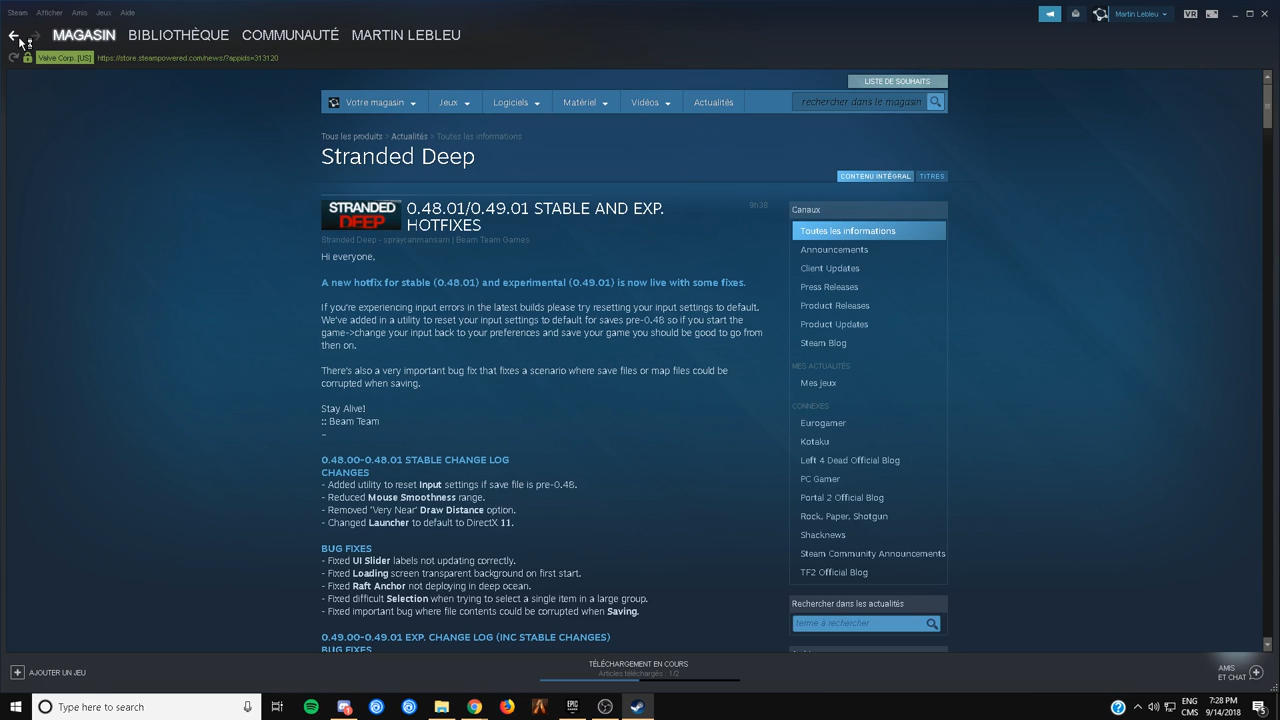 Steam Afficher Amis Jeux Aide
Martin Lebleu
VR
MAGASIN BIBLIOTHÈQUE COMMUNAUTÉ MARTIN LEBLEU
Valve Corp. [US] https://store.steampowered.com/news/?appids=313120
LISTE DE SOUHAITS
Votre magasin Jeux Logiciels Matériel Vidéos Actualités
rechercher dans le magasin
Tous les produits > Actualités > Toutes les informations
Stranded Deep
CONTENU INTÉGRAL TITRES
STRANDED
DEEP
0.48.01/0.49.01 STABLE AND EXP.
HOTFIXES
9h38
Stranded Deep - spraycanmansam | Beam Team Games
Hi everyone,
A new hotfix for stable (0.48.01) and experimental (0.49.01) is now live with some fixes.
If you're experiencing input errors in the latest builds please try resetting your input settings to default.
We've added in a utility to reset your input settings to default for saves pre-0.48 so if you start the
game->change your input back to your preferences and save your game you should be good to go from
then on.
There's also a very important bug fix that fixes a scenario where save files or map files could be
corrupted when saving.
Stay Alive!
:: Beam Team
–
0.48.00-0.48.01 STABLE CHANGE LOG
CHANGES
- Added utility to reset Input settings if save file is pre-0.48.
- Reduced Mouse Smoothness range.
- Removed 'Very Near' Draw Distance option.
- Changed Launcher to default to DirectX 11.
BUG FIXES
- Fixed UI Slider labels not updating correctly.
- Fixed Loading screen transparent background on first start.
- Fixed Raft Anchor not deploying in deep ocean.
- Fixed difficult Selection when trying to select a single item in a large group.
- Fixed important bug where file contents could be corrupted when Saving.
0.49.00-0.49.01 EXP. CHANGE LOG (INC STABLE CHANGES)
BUG FIXES
Canaux
Toutes les informations
Announcements
Client Updates
Press Releases
Product Releases
Product Updates
Steam Blog
MES ACTUALITÉS
Mes jeux
CONNEXES
Eurogamer
Kotaku
Left 4 Dead Official Blog
PC Gamer
Portal 2 Official Blog
Rock, Paper, Shotgun
Shacknews
Steam Community Announcements
TF2 Official Blog
Rechercher dans les actualités
terme à rechercher
AJOUTER UN JEU
TÉLÉCHARGEMENT EN COURS
Articles téléchargés : 1/2
AMIS
ET CHAT
Type here to search
EPIC
GAMES
ENG
CMS
7:28 PM
9/14/2018